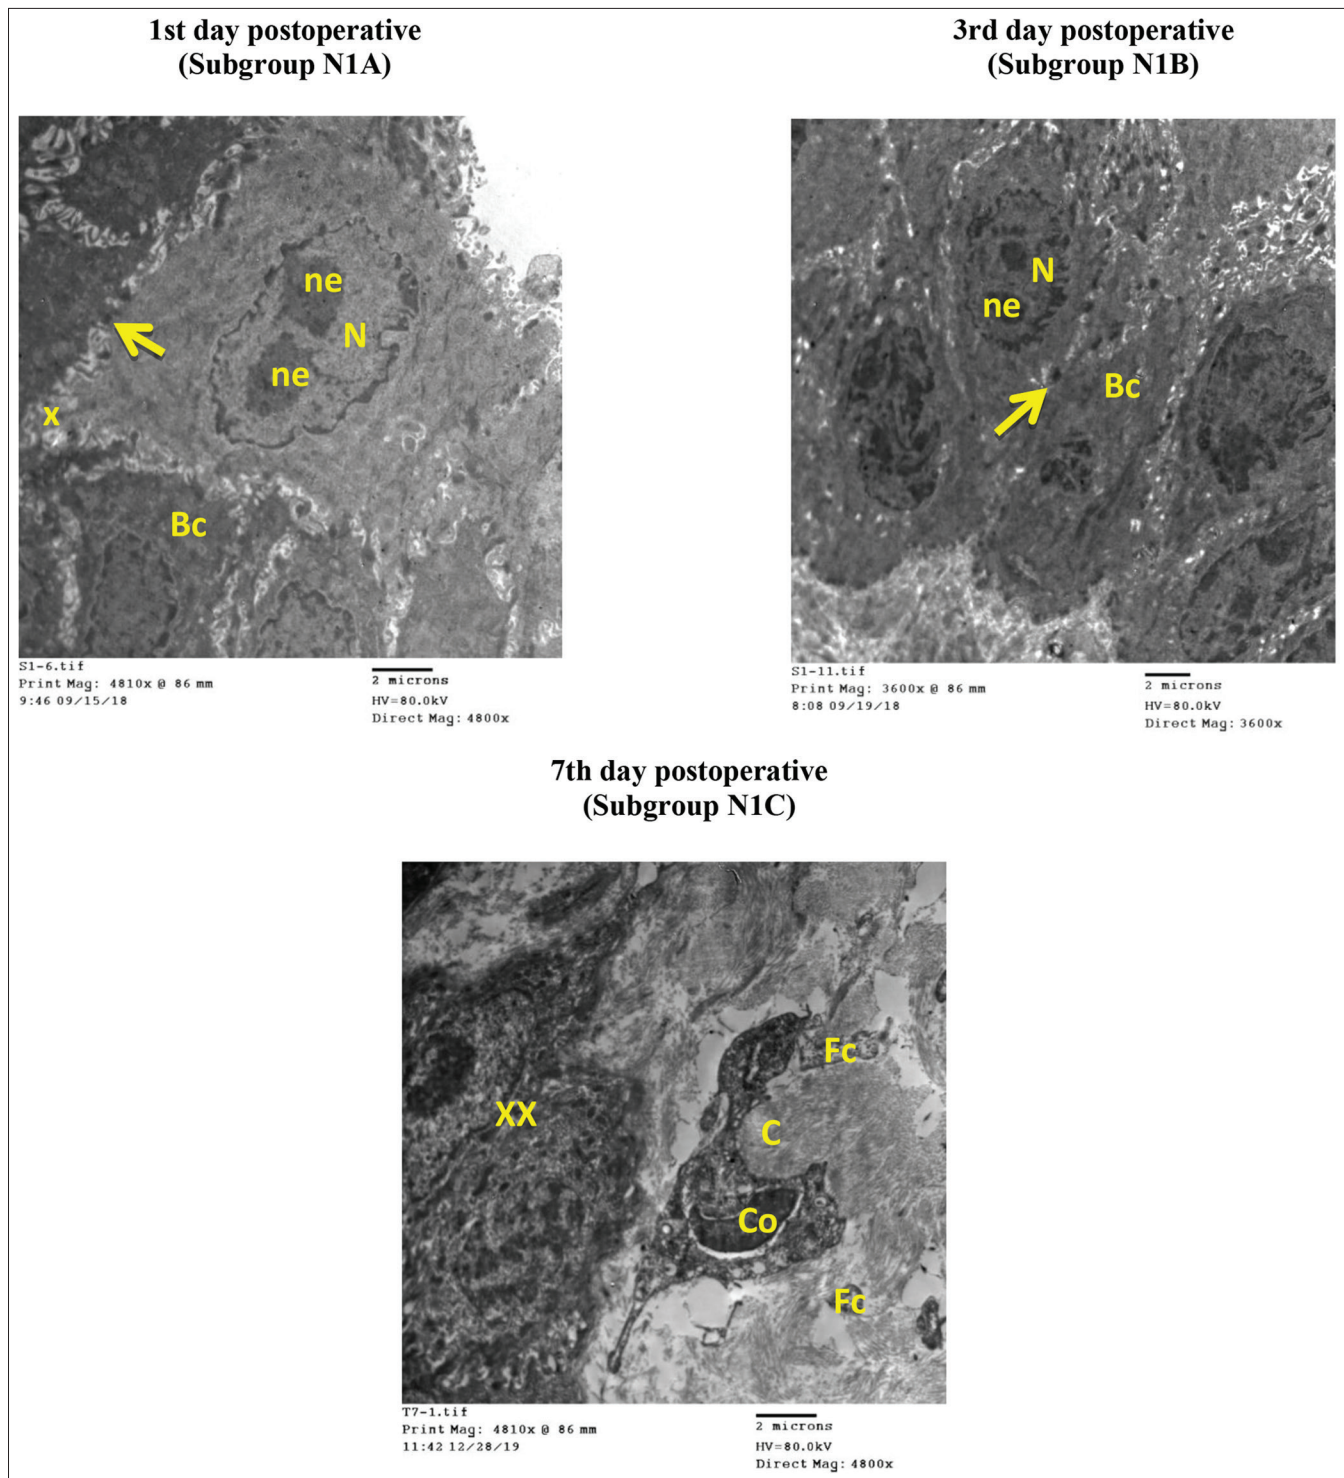 1st day postoperative
(Subgroup N1A)
3rd day postoperative
(Subgroup N1B)
ne
N
ne
x
Bc
N
ne
Bc
S1-6.tif
Print Mag: 4810x @ 86 mm
9:46 09/15/18
2 microns
HV=80.0kV
Direct Mag: 4800x
S1-11.tif
Print Mag: 3600x @ 86 mm
8:08 09/19/18
2 microns
HV=80.0kV
Direct Mag: 3600x
7th day postoperative
(Subgroup N1C)
Fc
XX
C
Co
Fc
T7-1.tif
Print Mag: 4810x @ 86 mm
11:42 12/28/19
2 microns
HV=80.0kV
Direct Mag: 4800x